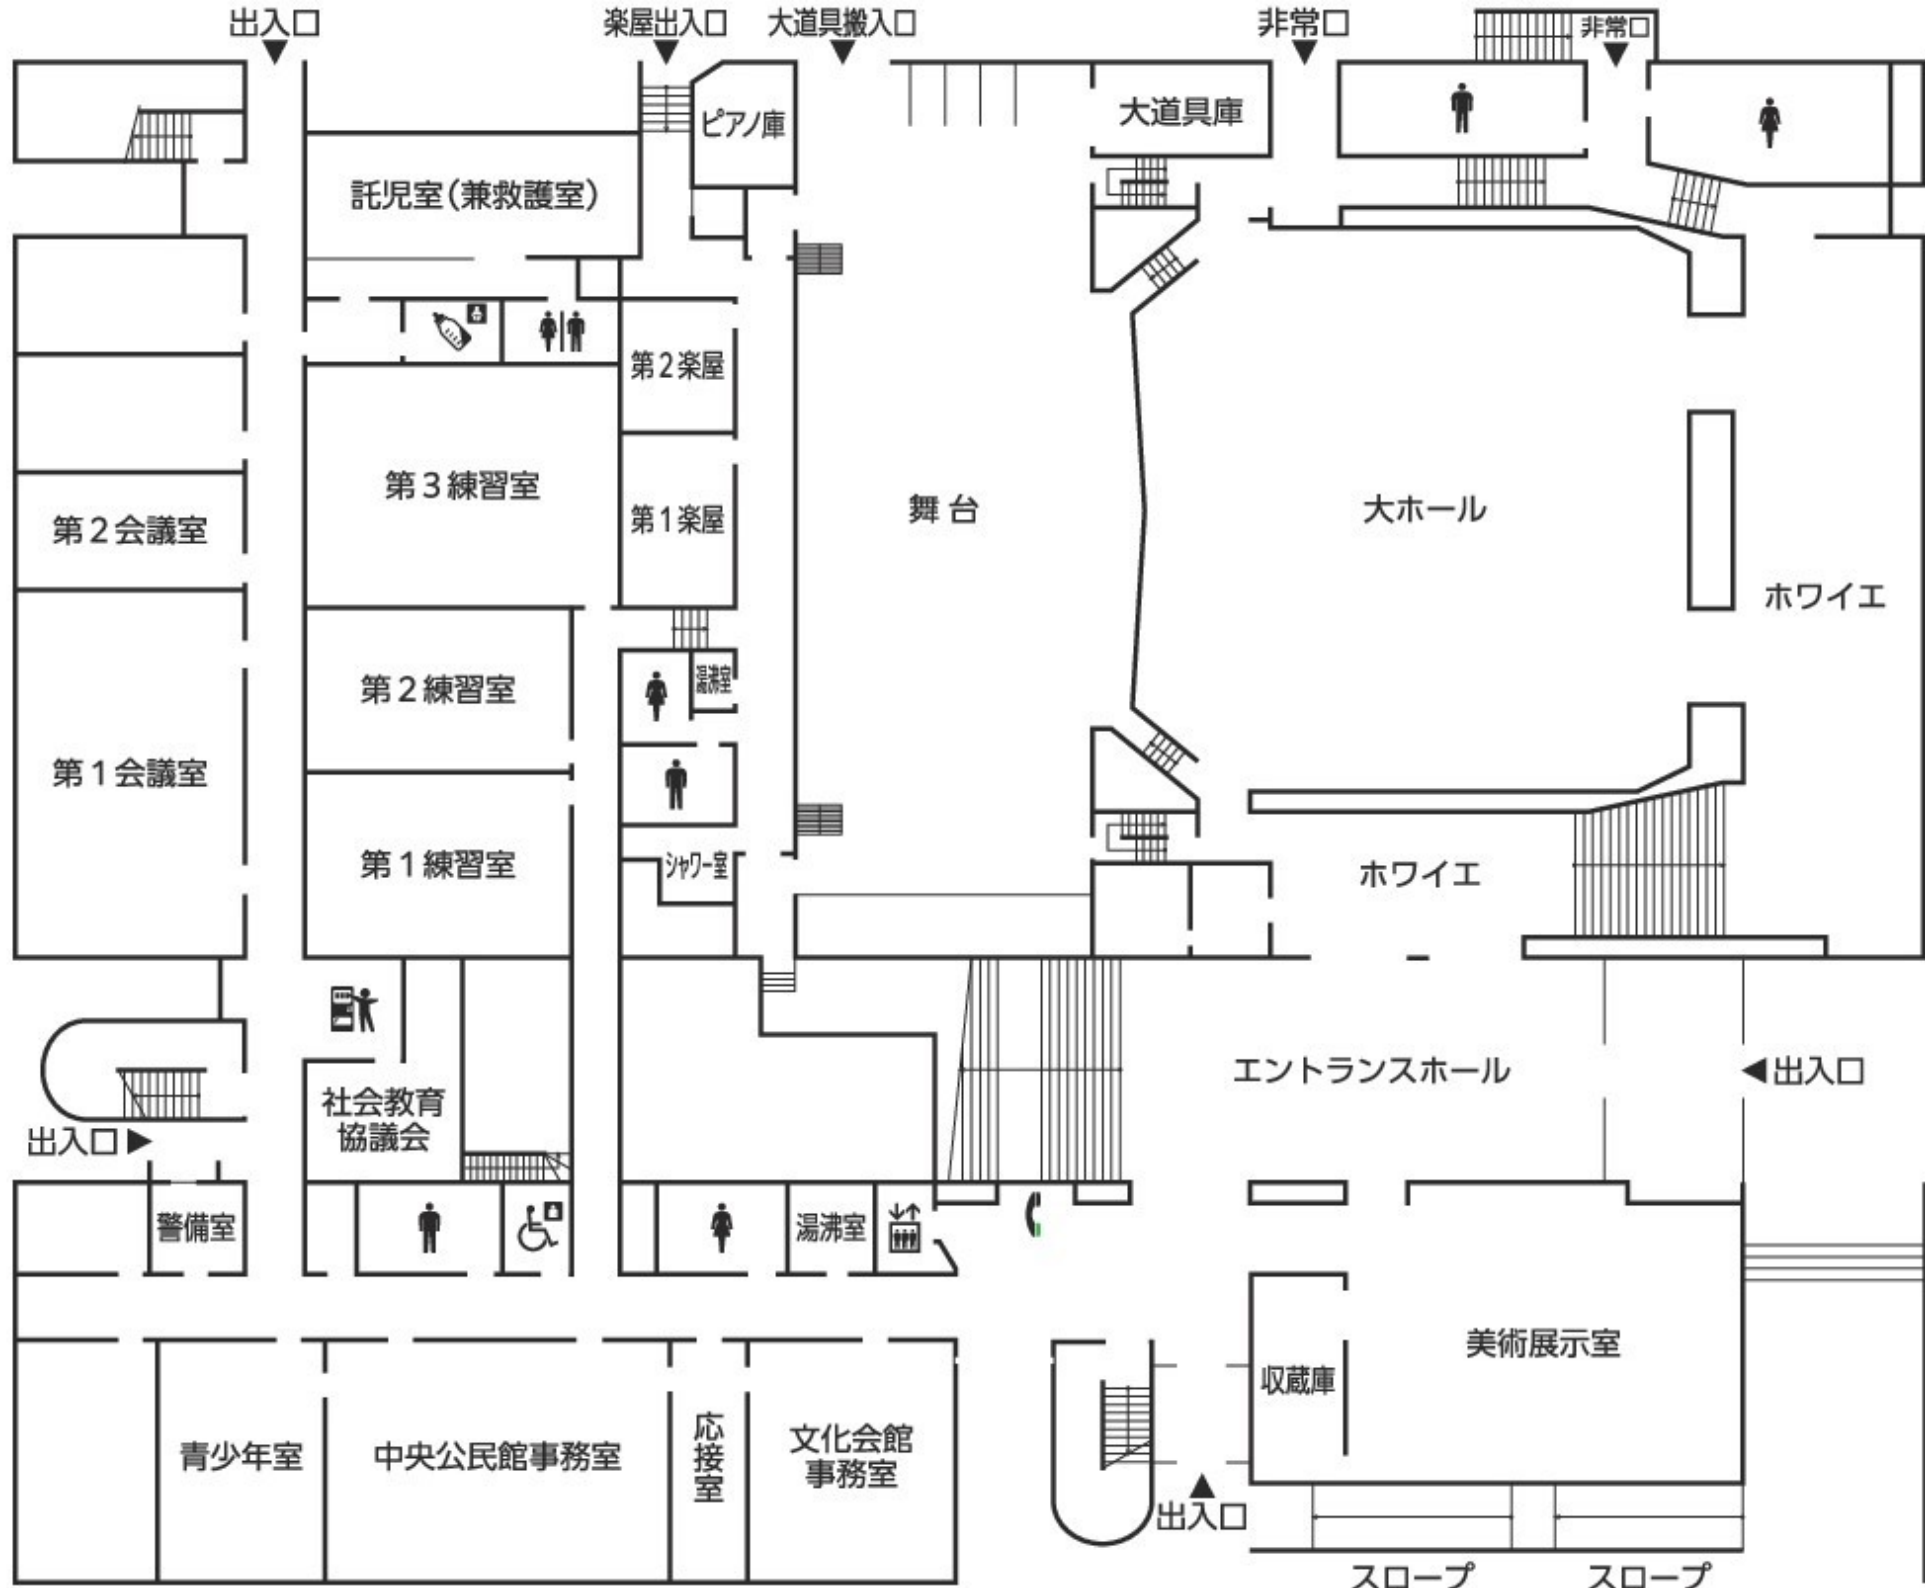 出入口
楽屋出入口
大道具搬入口
非常口
非常口
ピアノ庫
大道具庫
託児室(兼救護室)
第2楽屋
第3練習室
第1楽屋
舞台
大ホール
第2会議室
ホワイエ
第2練習室
湯沸室
第1会議室
第1練習室
シャワー室
ホワイエ
エントランスホール
出入口
社会教育
協議会
出入口
警備室
湯沸室
美術展示室
収蔵庫
青少年室
中央公民館事務室
応接室
文化会館
事務室
出入口
スロープ
スロープ